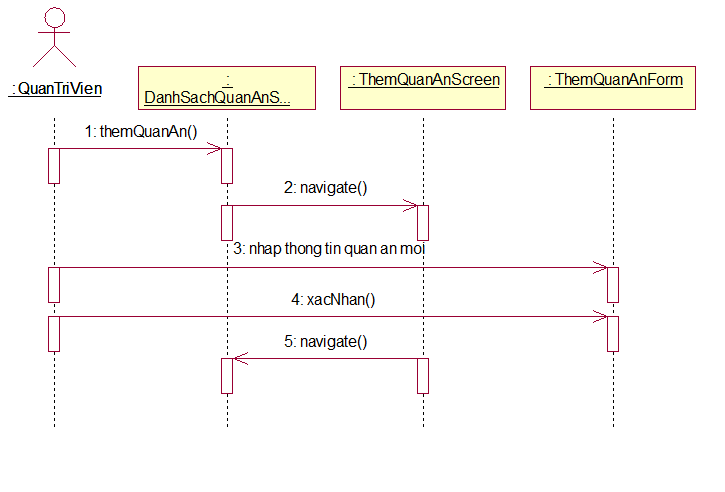 : QuanTriVien
:
DanhSachQuanAnS...
: ThemQuanAnScreen
: ThemQuanAnForm
1: themQuanAn()
2: navigate()
3: nhap thong tin quan an moi
4: xacNhan()
5: navigate()